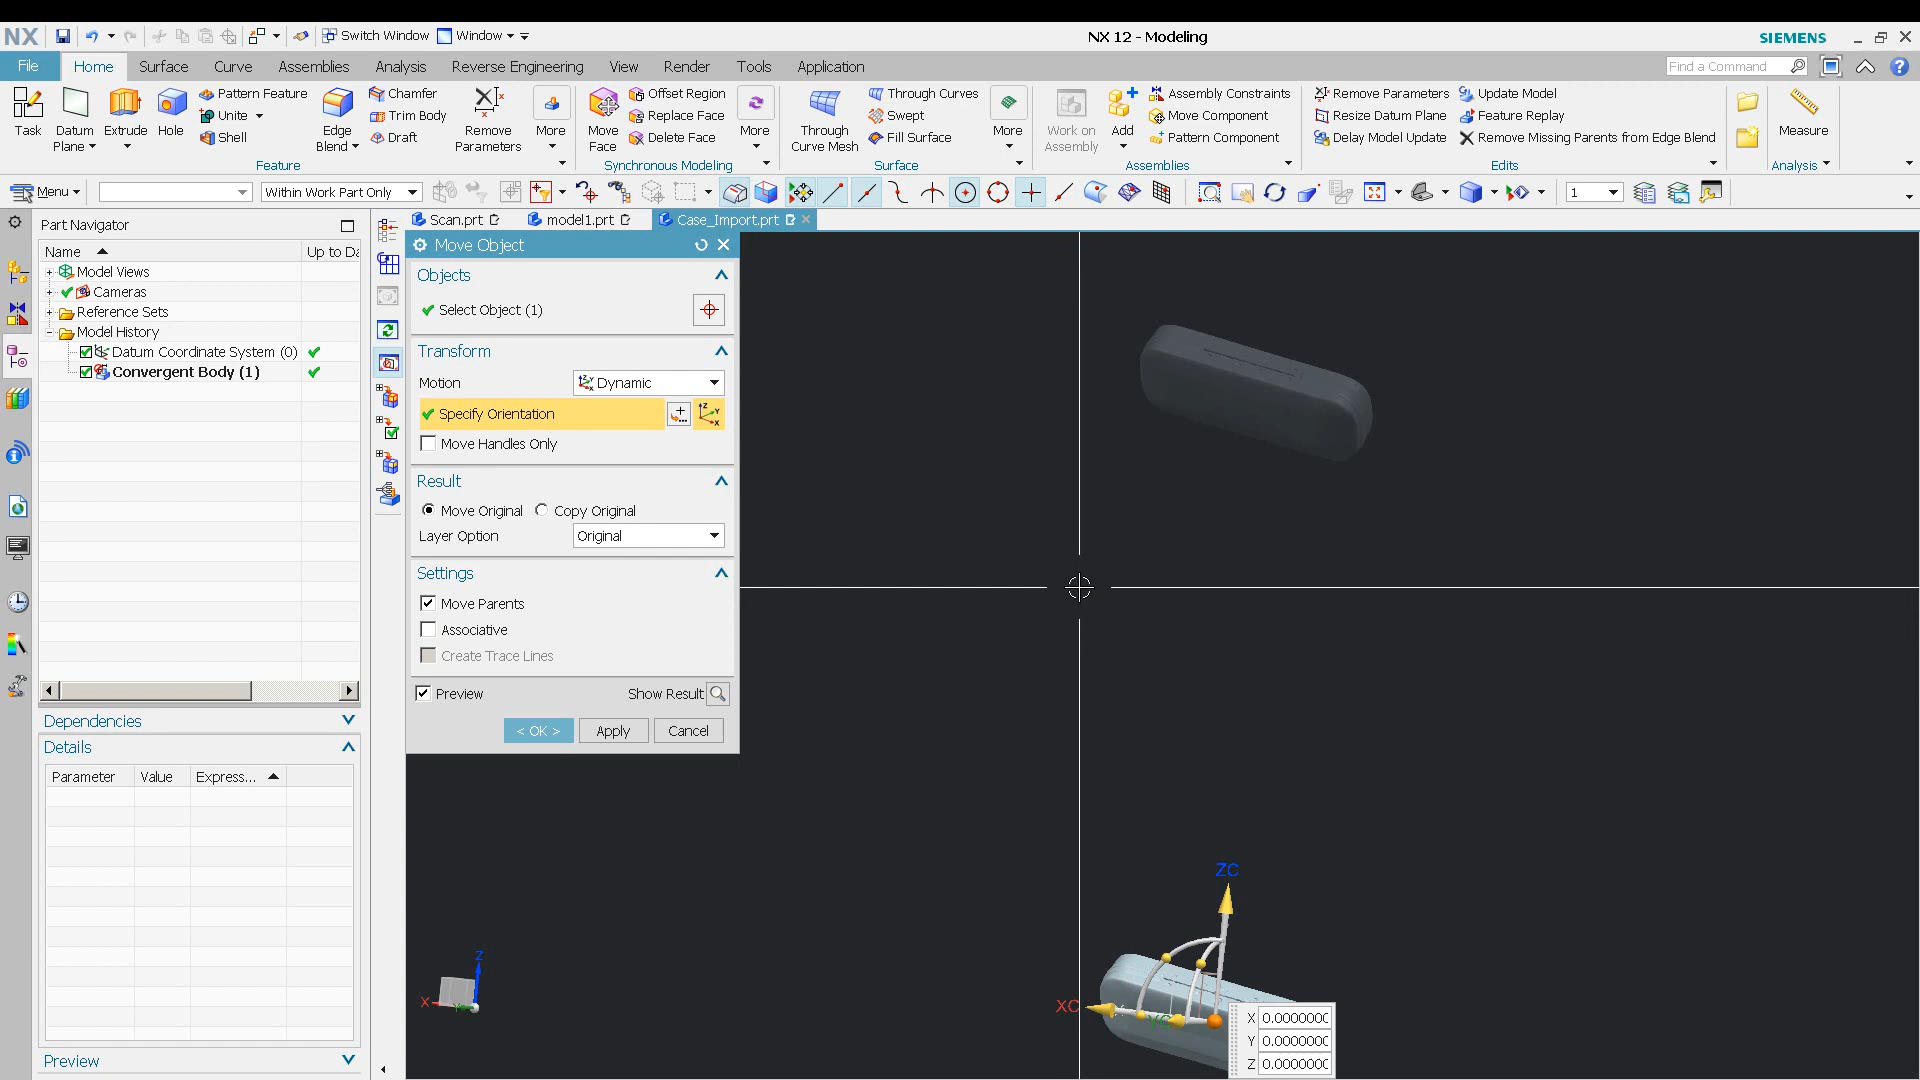 NX
Switch Window
Window
NX 12 - Modeling
SIEMENS
File
Home
Surface
Curve
Assemblies
Analysis
Reverse Engineering
View
Render
Tools
Application
Find a Command
Task
Datum Plane
Extrude
Hole
Pattern Feature
Unite
Shell
Edge Blend
Chamfer
Trim Body
Draft
Remove Parameters
More
Feature
Move Face
Offset Region
Replace Face
Delete Face
More
Synchronous Modeling
Through Curve Mesh
Through Curves
Swept
Fill Surface
More
Surface
Work on Assembly
Add
Assembly Constraints
Move Component
Pattern Component
Assemblies
Remove Parameters
Resize Datum Plane
Delay Model Update
Update Model
Feature Replay
Remove Missing Parents from Edge Blend
Edits
Measure
Analysis
Menu
Within Work Part Only
1
Part Navigator
Name
Up to Da
Model Views
Cameras
Reference Sets
Model History
Datum Coordinate System (0)
Convergent Body (1)
Dependencies
Details
Parameter
Value
Express...
Preview
Scan.prt
model1.prt
Case_Import.prt
Move Object
Objects
Select Object (1)
Transform
Motion
Dynamic
Specify Orientation
Move Handles Only
Result
Move Original
Copy Original
Layer Option
Original
Settings
Move Parents
Associative
Create Trace Lines
Preview
Show Result
< OK >
Apply
Cancel
ZC
XC
YC
Z
X
X 0.0000000
Y 0.0000000
Z 0.0000000